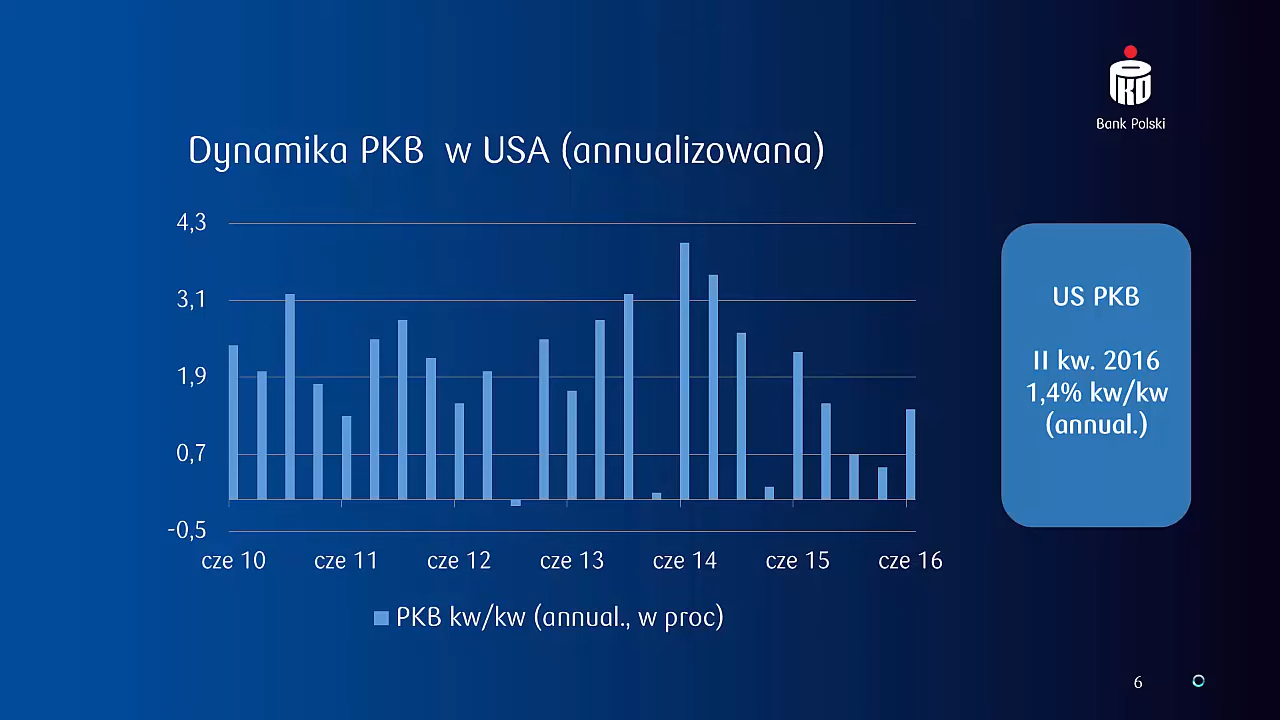 PKO
Bank Polski
Dynamika PKB w USA (annualizowana)
4,3
3,1
1,9
0,7
-0,5
cze 10 cze 11 cze 12 cze 13 cze 14 cze 15 cze 16
PKB kw/kw (annual., w proc)
US PKB
II kw. 2016
1,4% kw/kw
(annual.)
6